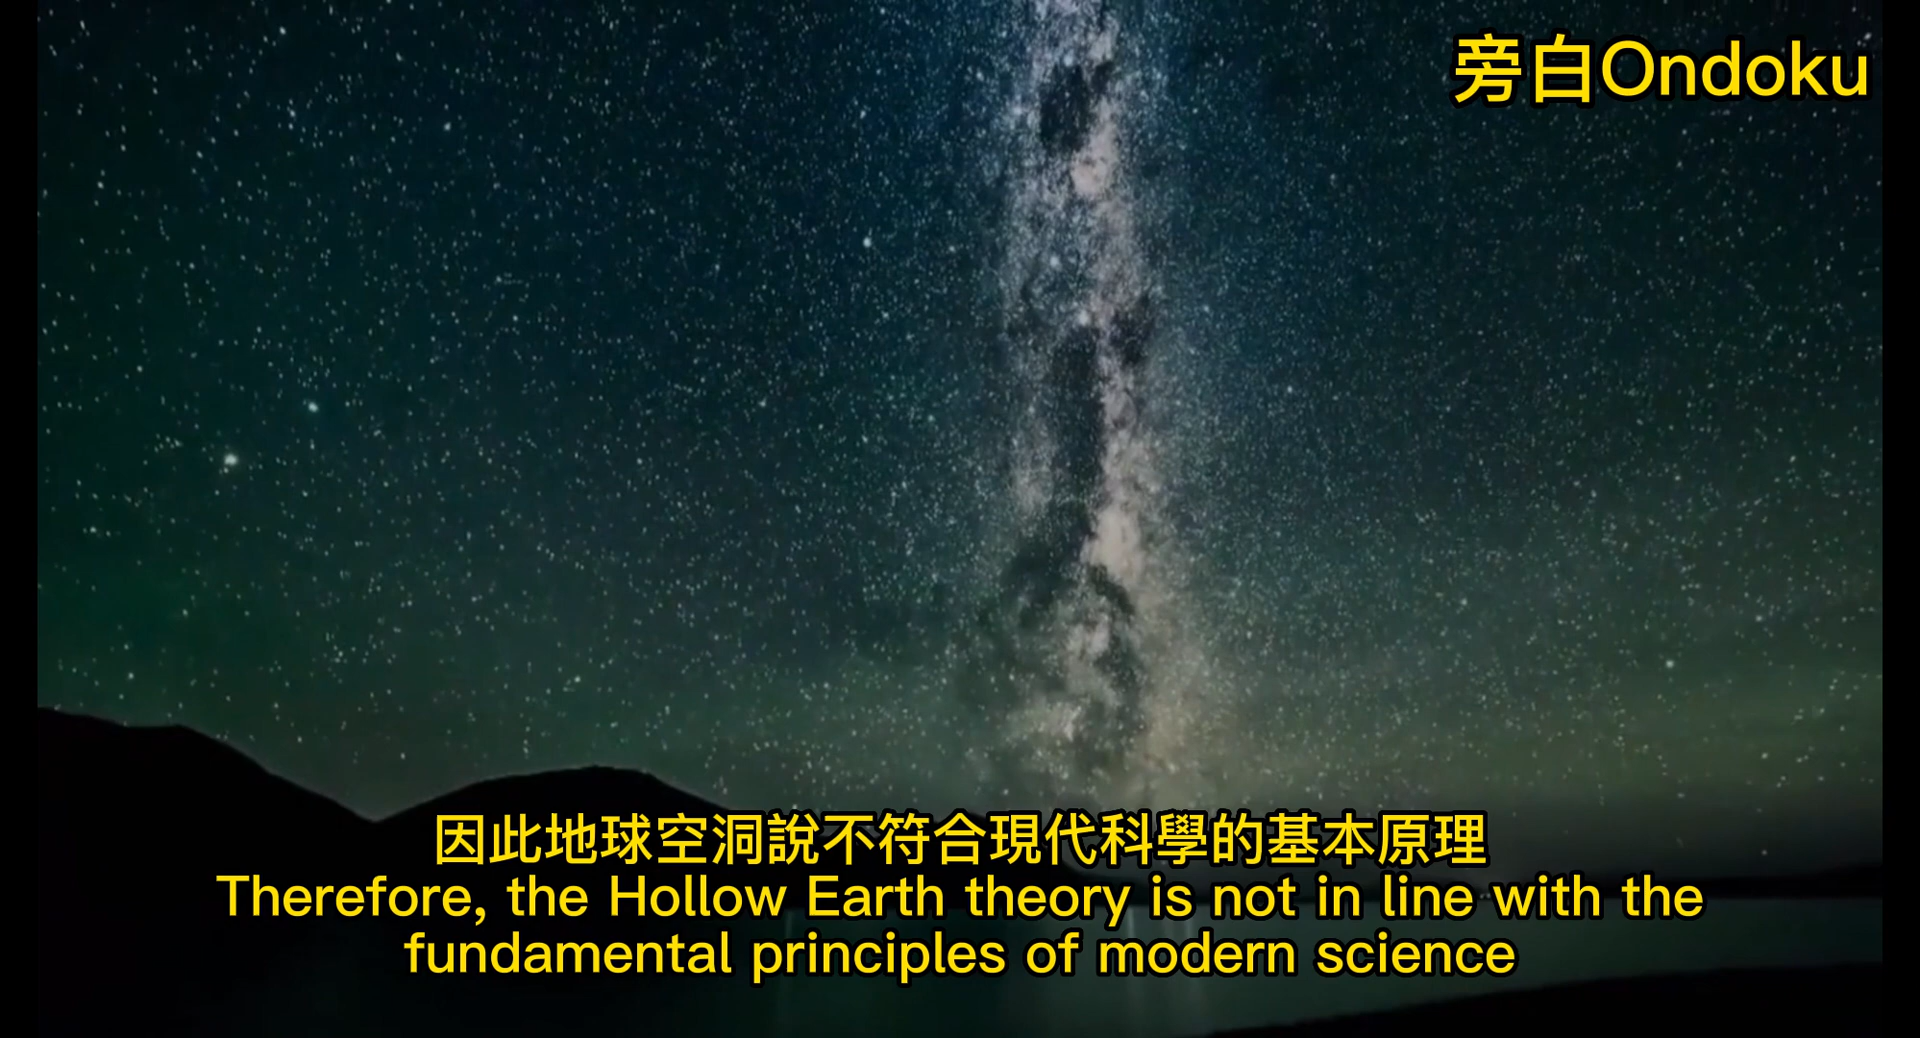 旁白Ondoku
因此地球空洞說不符合現代科學的基本原理
Therefore, the Hollow Earth theory is not in line with the
fundamental principles of modern science